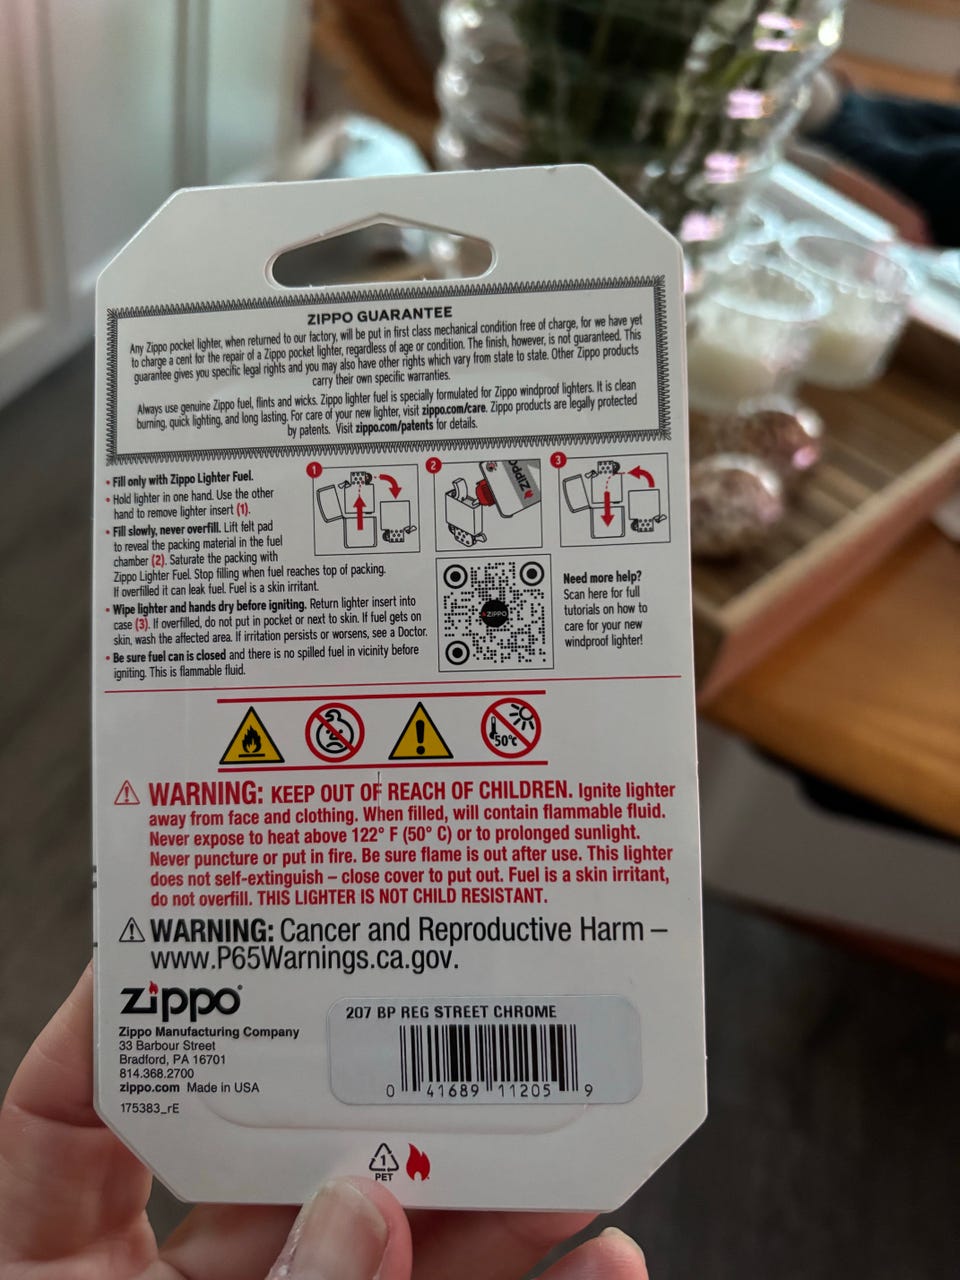 ZIPPO GUARANTEE
Any Zippo pocket lighter, when returned to our factory, will be put in first class mechanical condition free of charge, for we have yet
to charge a cent for the repair of a Zippo pocket lighter, regardless of age or condition. The finish, however, is not guaranteed. This
guarantee gives you specific legal rights and you may also have other rights which vary from state to state. Other Zippo products
carry their own specific warranties.
Always use genuine Zippo fuel, flints and wicks. Zippo lighter fuel is specially formulated for Zippo windproof lighters. It is clean
burning, quick lighting, and long lasting. For care of your new lighter, visit zippo.com/care. Zippo products are legally protected
by patents. Visit zippo.com/patents for details.
• Fill only with Zippo Lighter Fuel.
• Hold lighter in one hand. Use the other
hand to remove lighter insert (1).
• Fill slowly, never overfill. Lift felt pad
to reveal the packing material in the fuel
chamber (2). Saturate the packing with
Zippo Lighter Fuel. Stop filling when fuel reaches top of packing.
If overfilled it can leak fuel. Fuel is a skin irritant.
• Wipe lighter and hands dry before igniting. Return lighter insert into
case (3). If overfilled, do not put in pocket or next to skin. If fuel gets on
skin, wash the affected area. If irritation persists or worsens, see a Doctor.
• Be sure fuel can is closed and there is no spilled fuel in vicinity before
igniting. This is flammable fluid.
1
2
ZIPPO
3
ZIPPO
Need more help?
Scan here for full
tutorials on how to
care for your new
windproof lighter!
50°C
WARNING: KEEP OUT OF REACH OF CHILDREN. Ignite lighter
away from face and clothing. When filled, will contain flammable fluid.
Never expose to heat above 122° F (50° C) or to prolonged sunlight.
Never puncture or put in fire. Be sure flame is out after use. This lighter
does not self-extinguish – close cover to put out. Fuel is a skin irritant,
do not overfill. THIS LIGHTER IS NOT CHILD RESISTANT.
WARNING: Cancer and Reproductive Harm –
www.P65Warnings.ca.gov.
zippo®
Zippo Manufacturing Company
33 Barbour Street
Bradford, PA 16701
814.368.2700
zippo.com Made in USA
175383_rE
207 BP REG STREET CHROME
0 41689 11205 9
1
PET